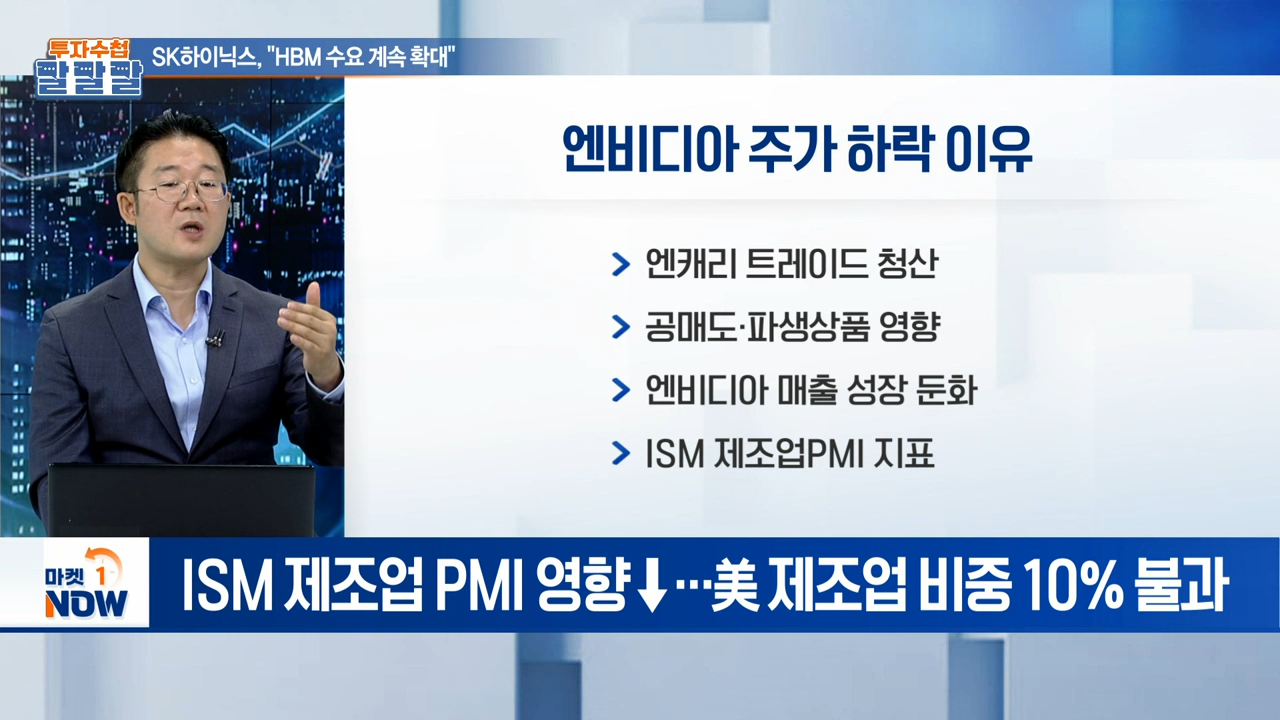 투자수첩
팔팔팔
SK하이닉스, "HBM 수요 계속 확대"
엔비디아 주가 하락 이유
엔캐리 트레이드 청산
공매도·파생상품 영향
엔비디아 매출 성장 둔화
ISM 제조업PMI 지표
마켓 1
NOW
ISM 제조업 PMI 영향↓…美 제조업 비중 10% 불과